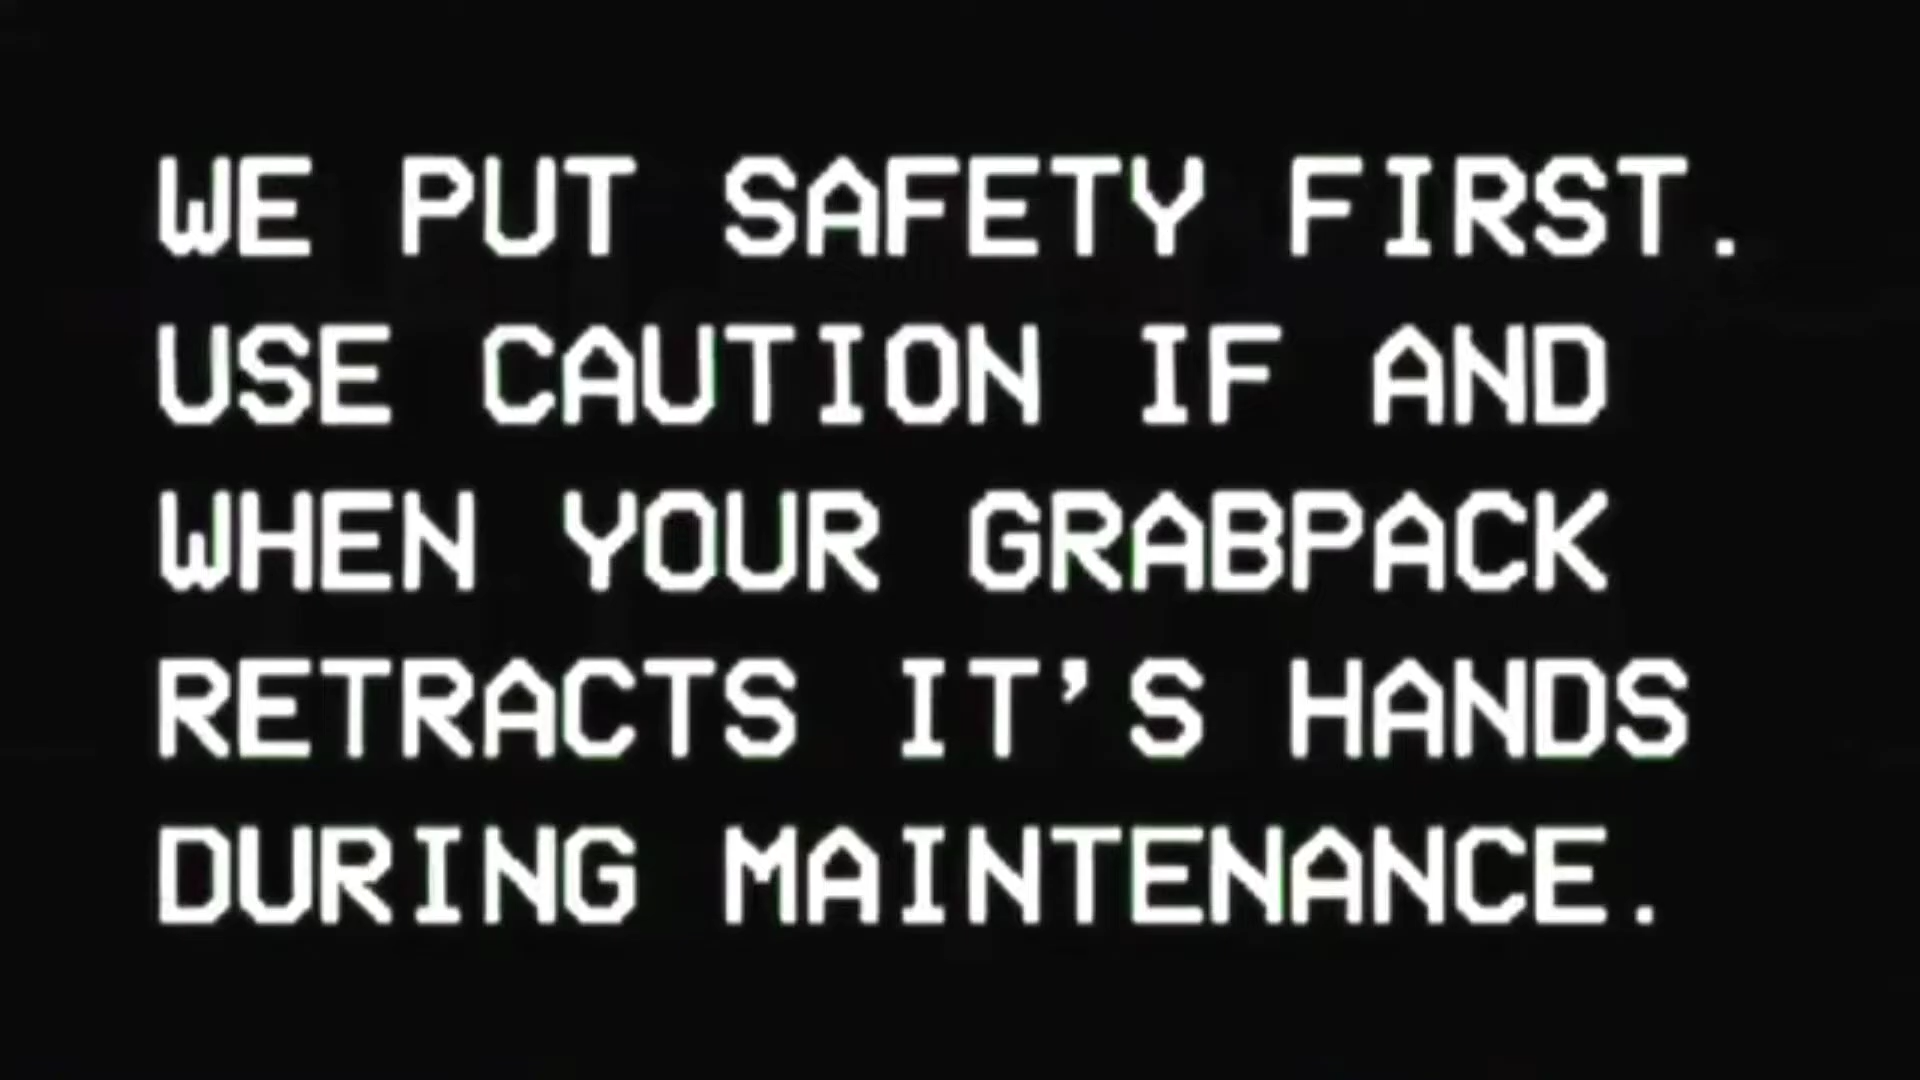 WE PUT SAFETY FIRST.
USE CAUTION IF AND
WHEN YOUR GRABPACK
RETRACTS IT'S HANDS
DURING MAINTENANCE.